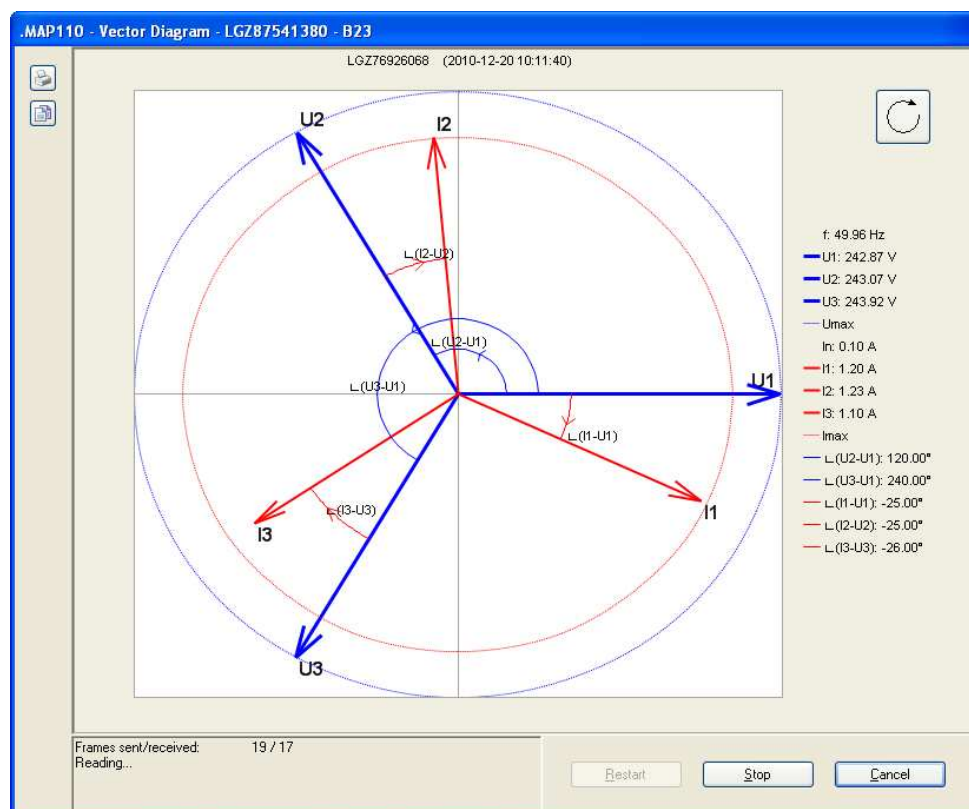 .MAP110 - Vector Diagram - LGZ87541380 - B23
LGZ76926068 (2010-12-20 10:11:40)
U2
I2
∟(I2-U2)
∟(U2-U1)
∟(U3-U1)
U1
∟(I1-U1)
I1
∟(I3-U3)
I3
U3
f: 49.96 Hz
U1: 242.87 V
U2: 243.07 V
U3: 243.92 V
Umax
In: 0.10 A
I1: 1.20 A
I2: 1.23 A
I3: 1.10 A
Imax
∟(U2-U1): 120.00°
∟(U3-U1): 240.00°
∟(I1-U1): -25.00°
∟(I2-U2): -25.00°
∟(I3-U3): -26.00°
Frames sent/received: 19 / 17
Reading...
Restart
Stop
Cancel